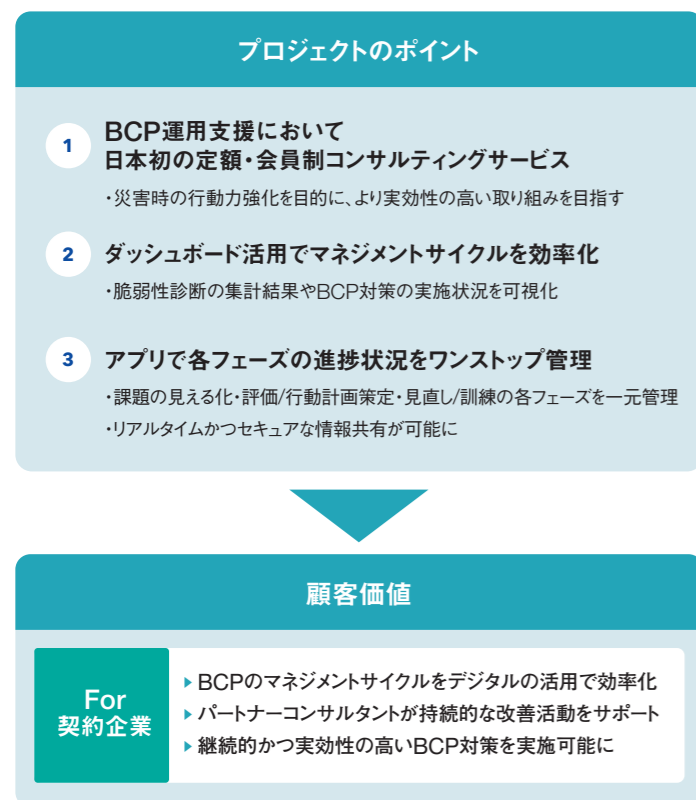 プロジェクトのポイント
1
BCP運用支援において
日本初の定額・会員制コンサルティングサービス
・災害時の行動力強化を目的に、より実効性の高い取り組みを目指す
2
ダッシュボード活用でマネジメントサイクルを効率化
・脆弱性診断の集計結果やBCP対策の実施状況を可視化
3
アプリで各フェーズの進捗状況をワンストップ管理
・課題の見える化・評価/行動計画策定・見直し/訓練の各フェーズを一元管理
・リアルタイムかつセキュアな情報共有が可能に
顧客価値
For
契約企業
▶ BCPのマネジメントサイクルをデジタルの活用で効率化
▶ パートナーコンサルタントが持続的な改善活動をサポート
▶ 継続的かつ実効性の高いBCP対策を実施可能に